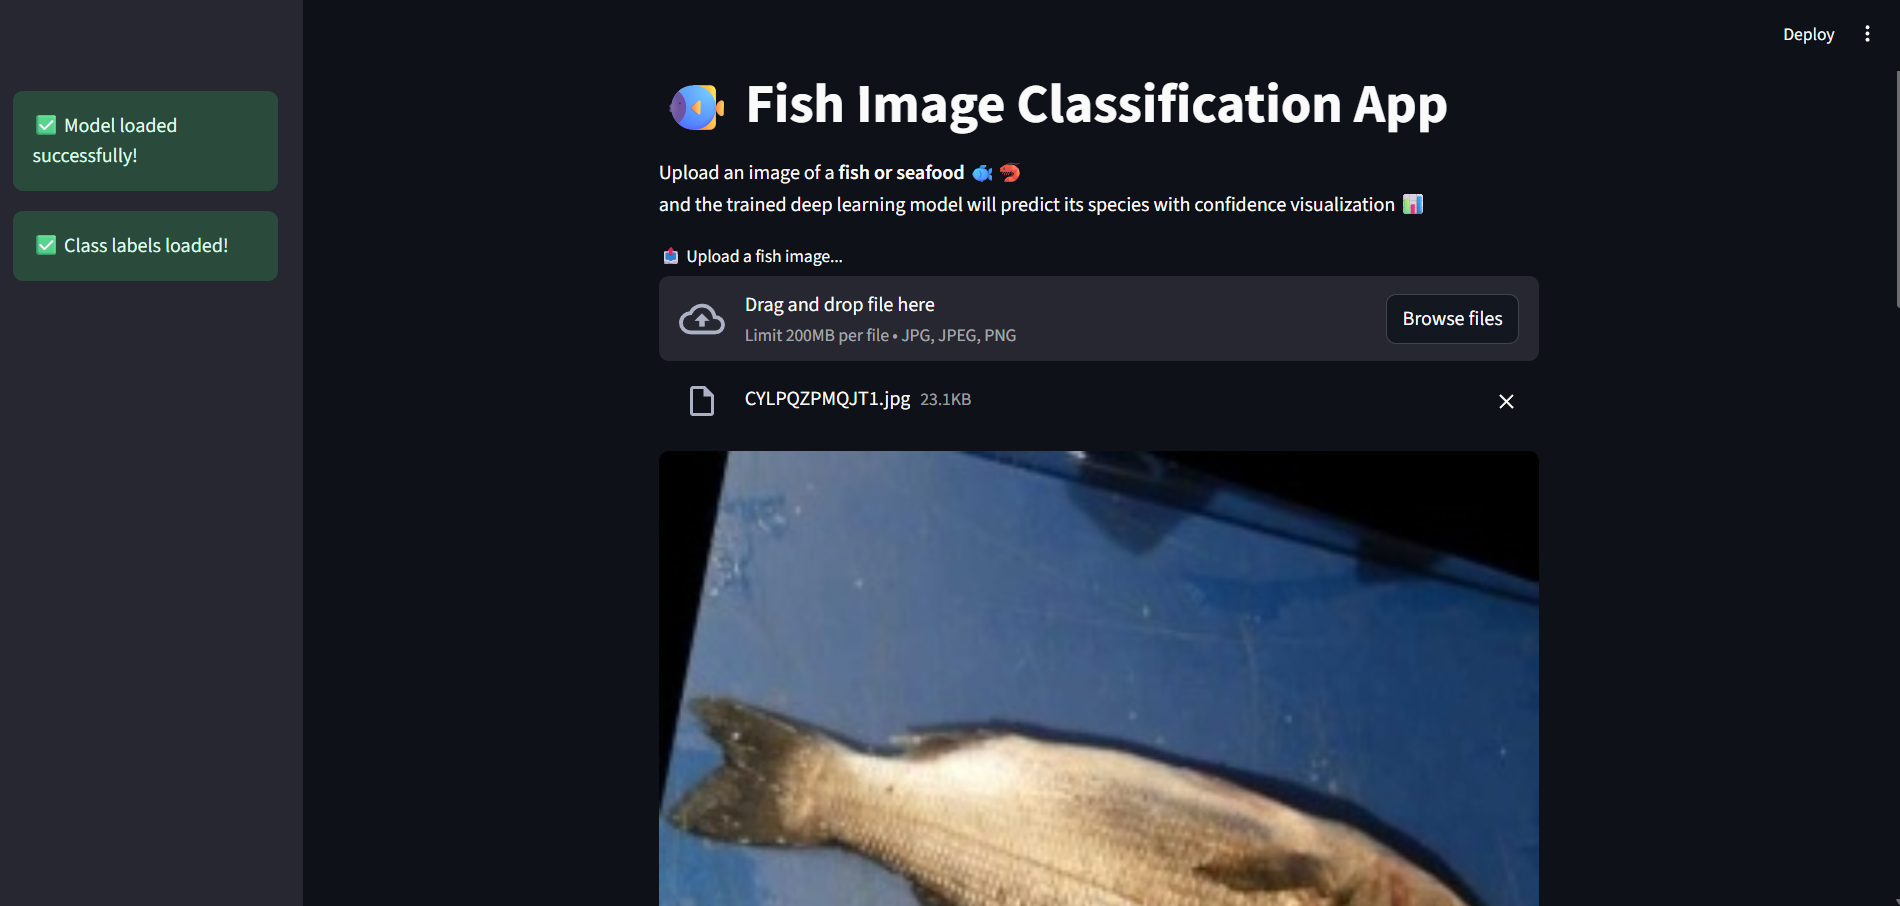 Deploy
Model loaded
successfully!
Class labels loaded!
Fish Image Classification App
Upload an image of a fish or seafood
and the trained deep learning model will predict its species with confidence visualization
Upload a fish image...
Drag and drop file here
Limit 200MB per file • JPG, JPEG, PNG
Browse files
CYLPQZPMQJT1.jpg 23.1KB